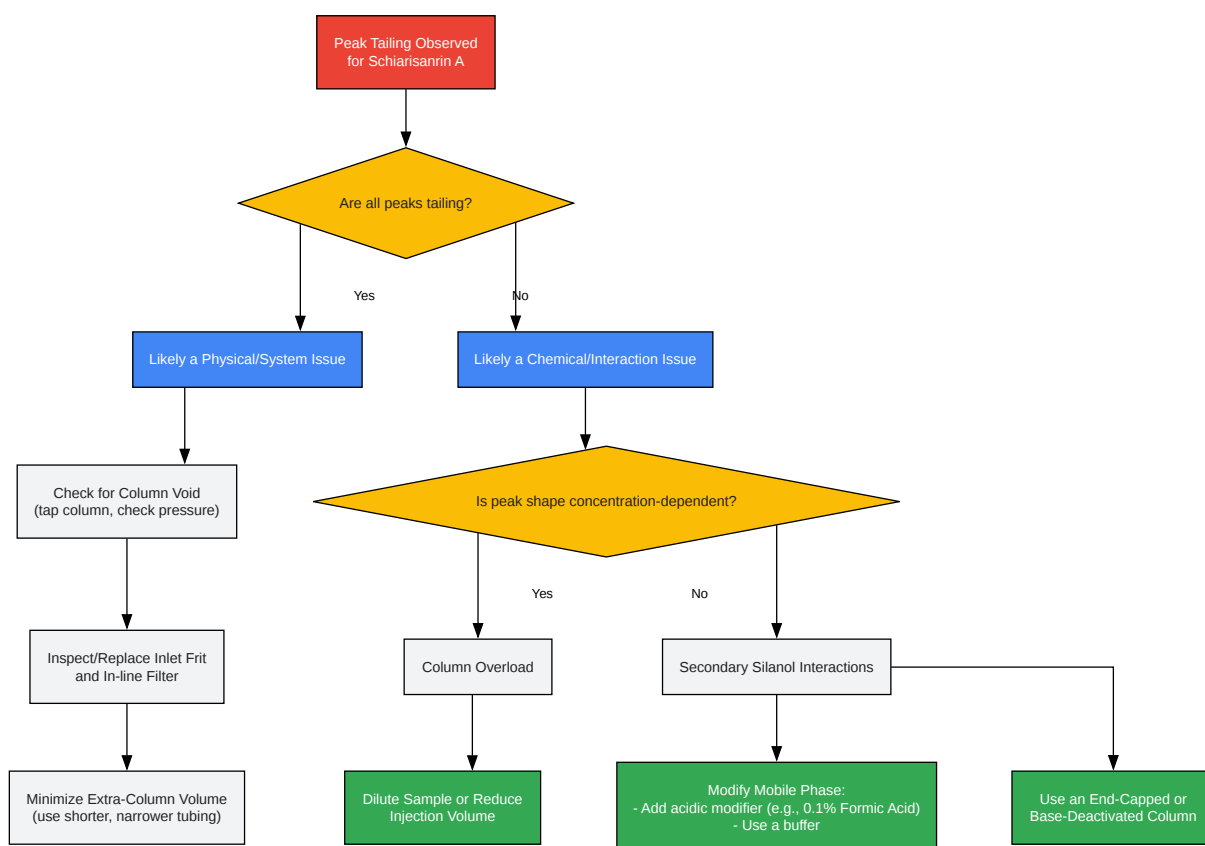 Peak Tailing Observed
for Schiarisanrin A
Are all peaks tailing?
Yes
No
Likely a Physical/System Issue
Likely a Chemical/Interaction Issue
Check for Column Void
(tap column, check pressure)
Is peak shape concentration-dependent?
Yes
No
Inspect/Replace Inlet Frit
and In-line Filter
Column Overload
Secondary Silanol Interactions
Minimize Extra-Column Volume
(use shorter, narrower tubing)
Dilute Sample or Reduce
Injection Volume
Modify Mobile Phase:
- Add acidic modifier (e.g., 0.1% Formic Acid)
- Use a buffer
Use an End-Capped or
Base-Deactivated Column